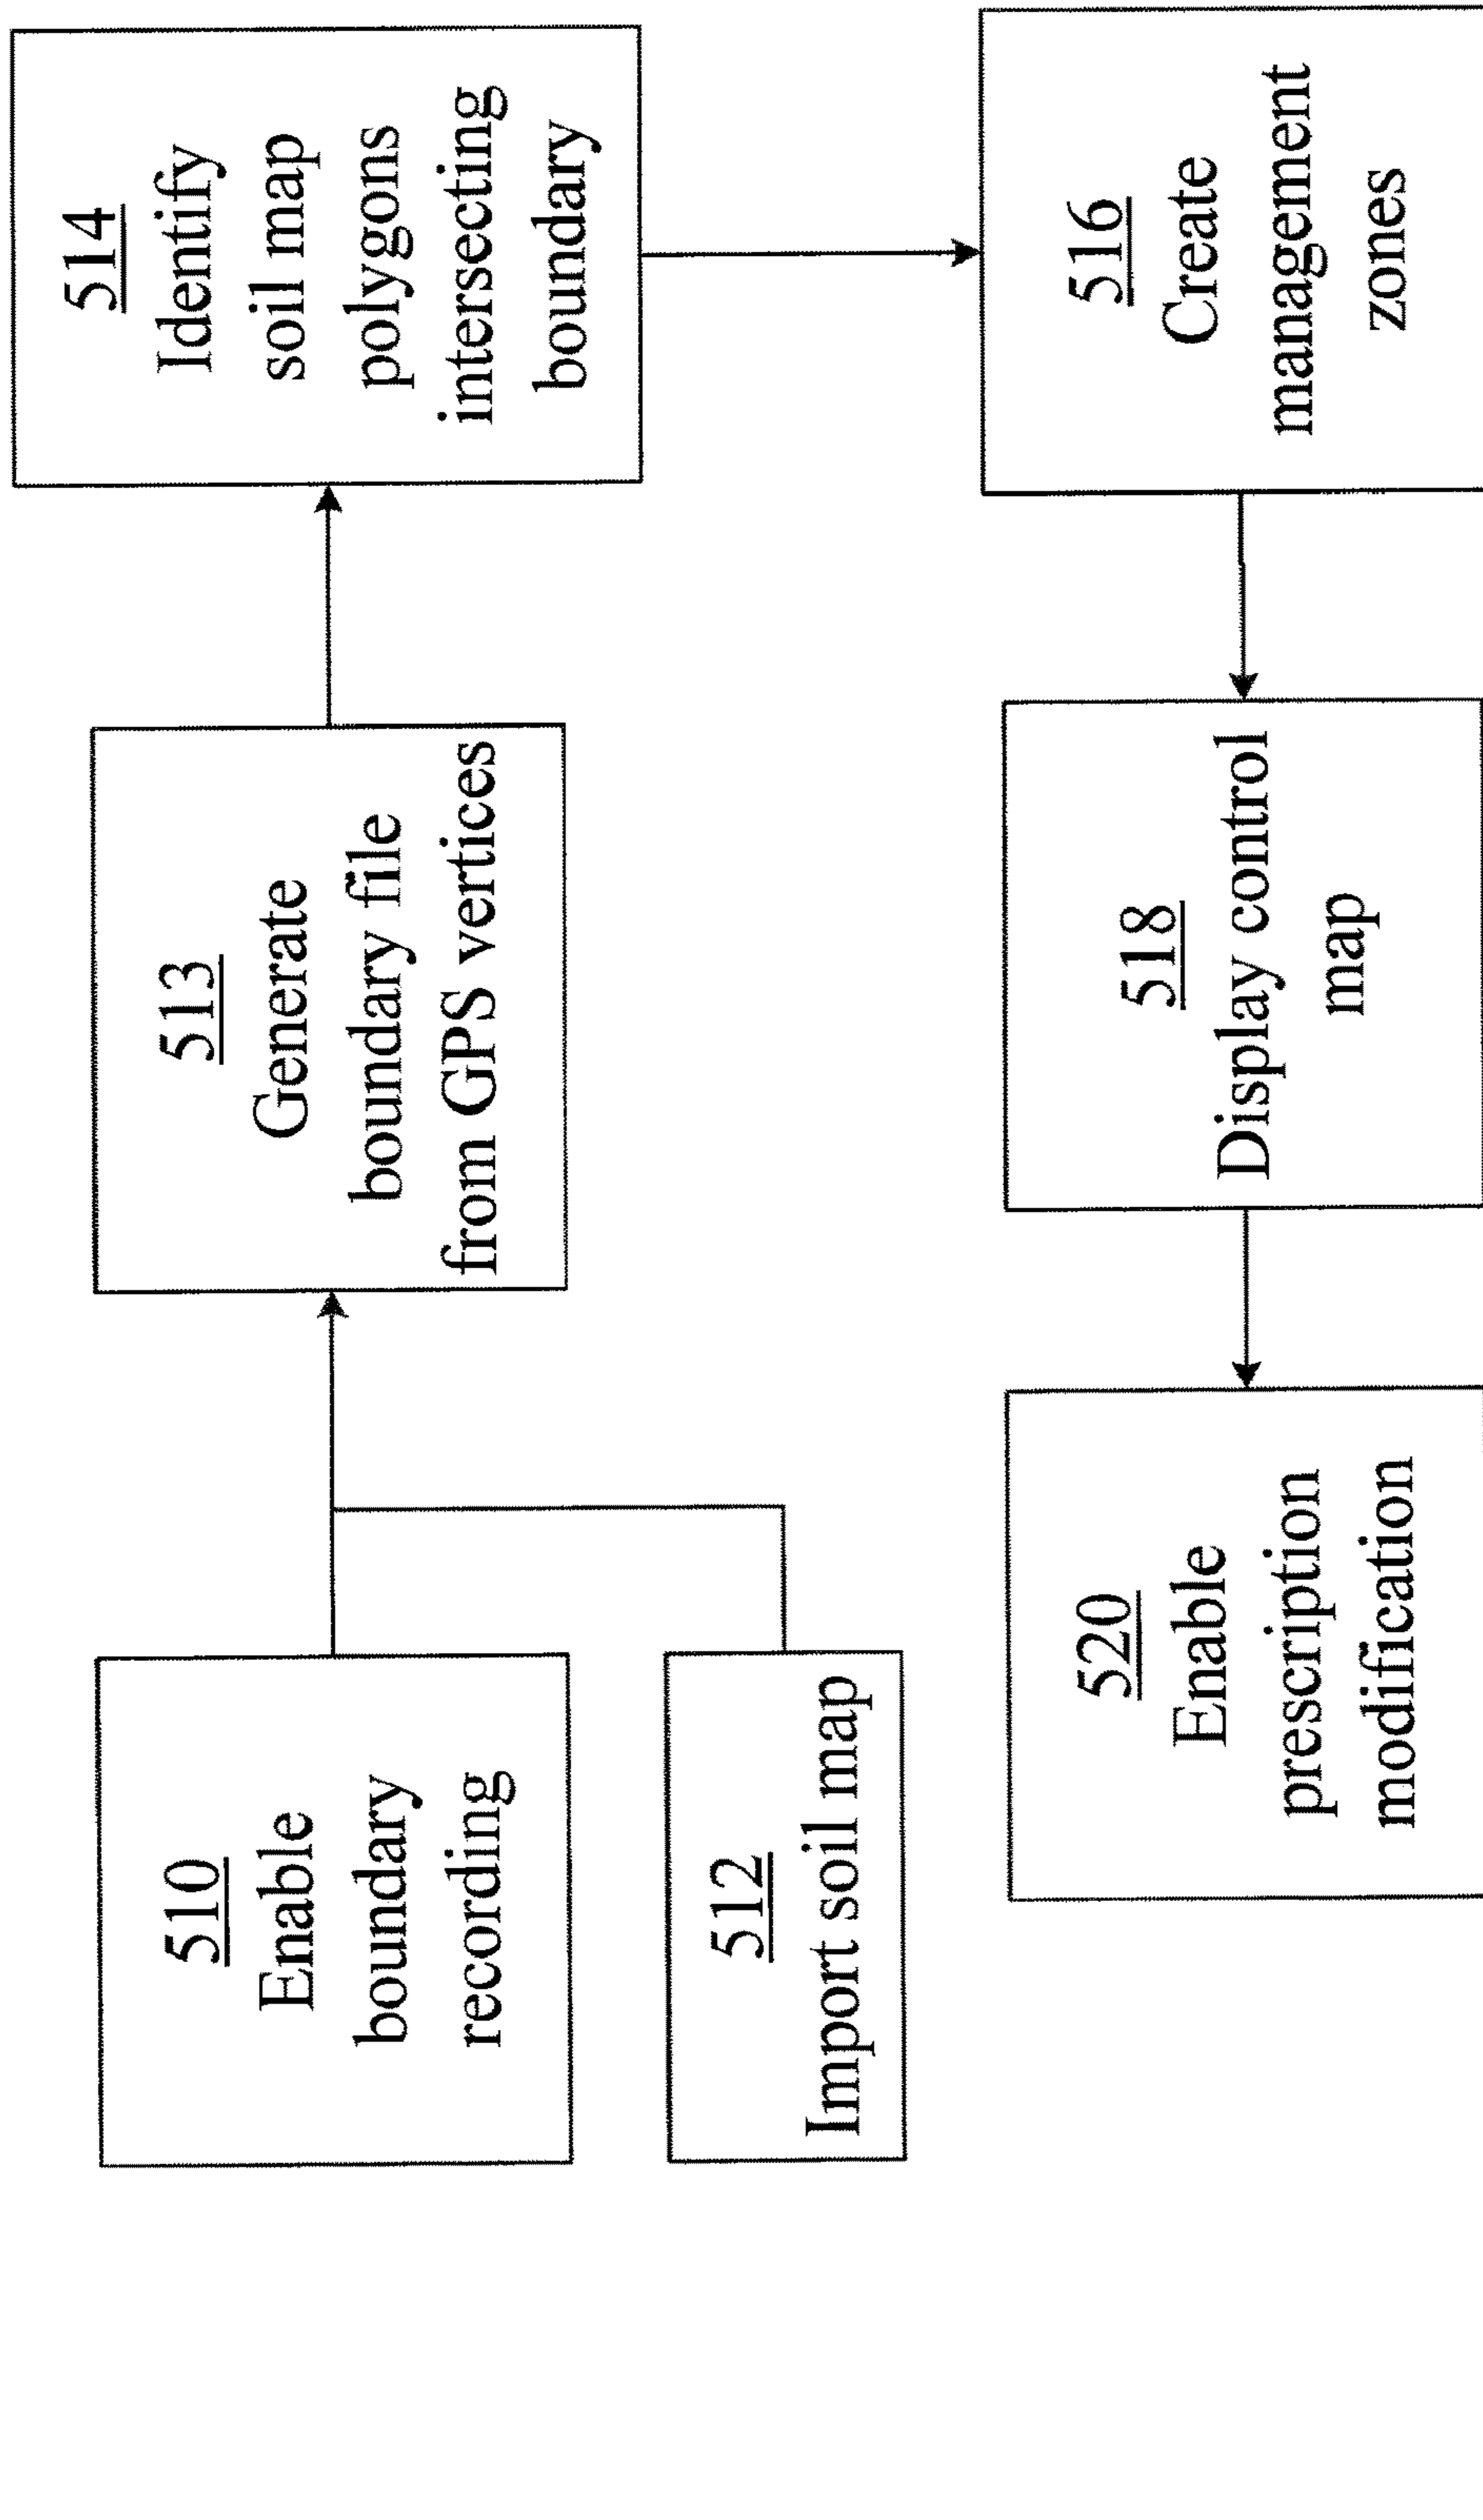 510
Enable
boundary
recording
512
Import soil map
513
Generate
boundary file
from GPS vertices
514
Identify
soil map
polygons
intersecting
boundary
516
Create
management
zones
518
Display control
map
520
Enable
prescription
modification